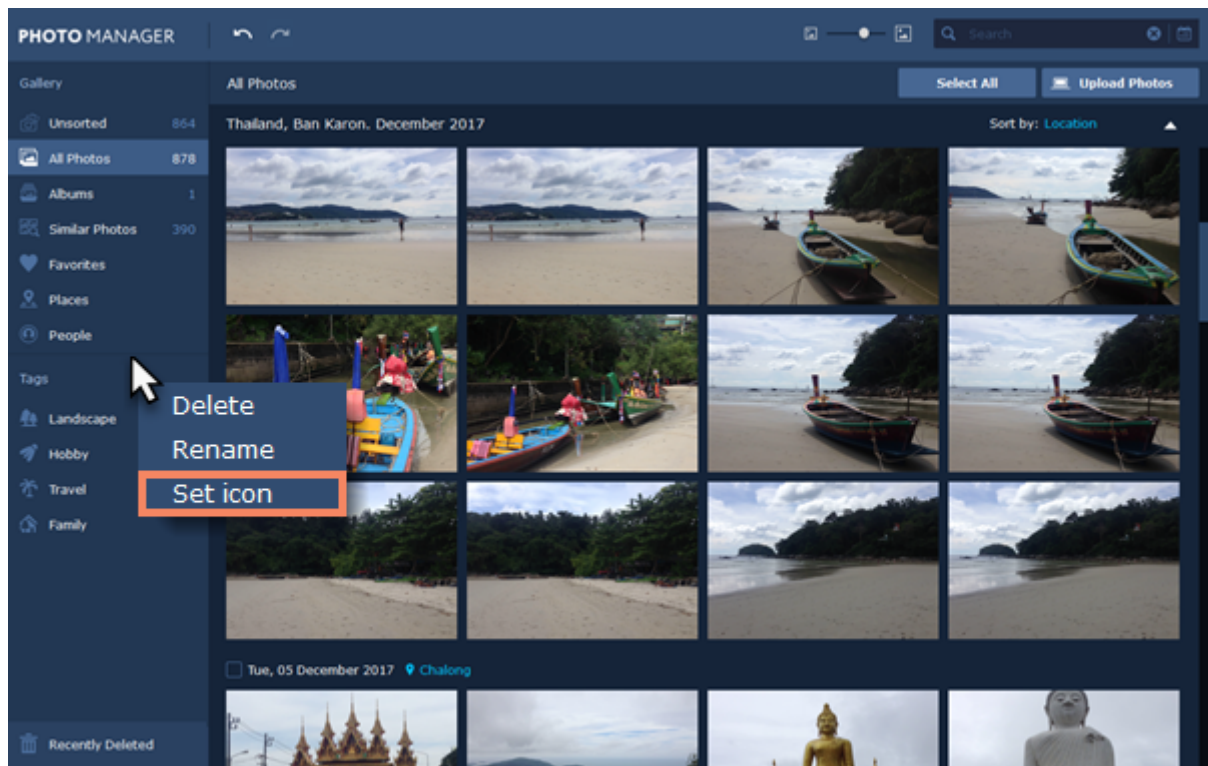 PHOTO MANAGER
Search
Gallery
All Photos
Select All
Upload Photos
Unsorted 864
Thailand, Ban Karon. December 2017
Sort by: Location
All Photos 878
Albums 1
Similar Photos 390
Favorites
Places
People
Tags
Delete
Landscape
Rename
Hobby
Set icon
Travel
Family
Tue, 05 December 2017 Chalong
Recently Deleted